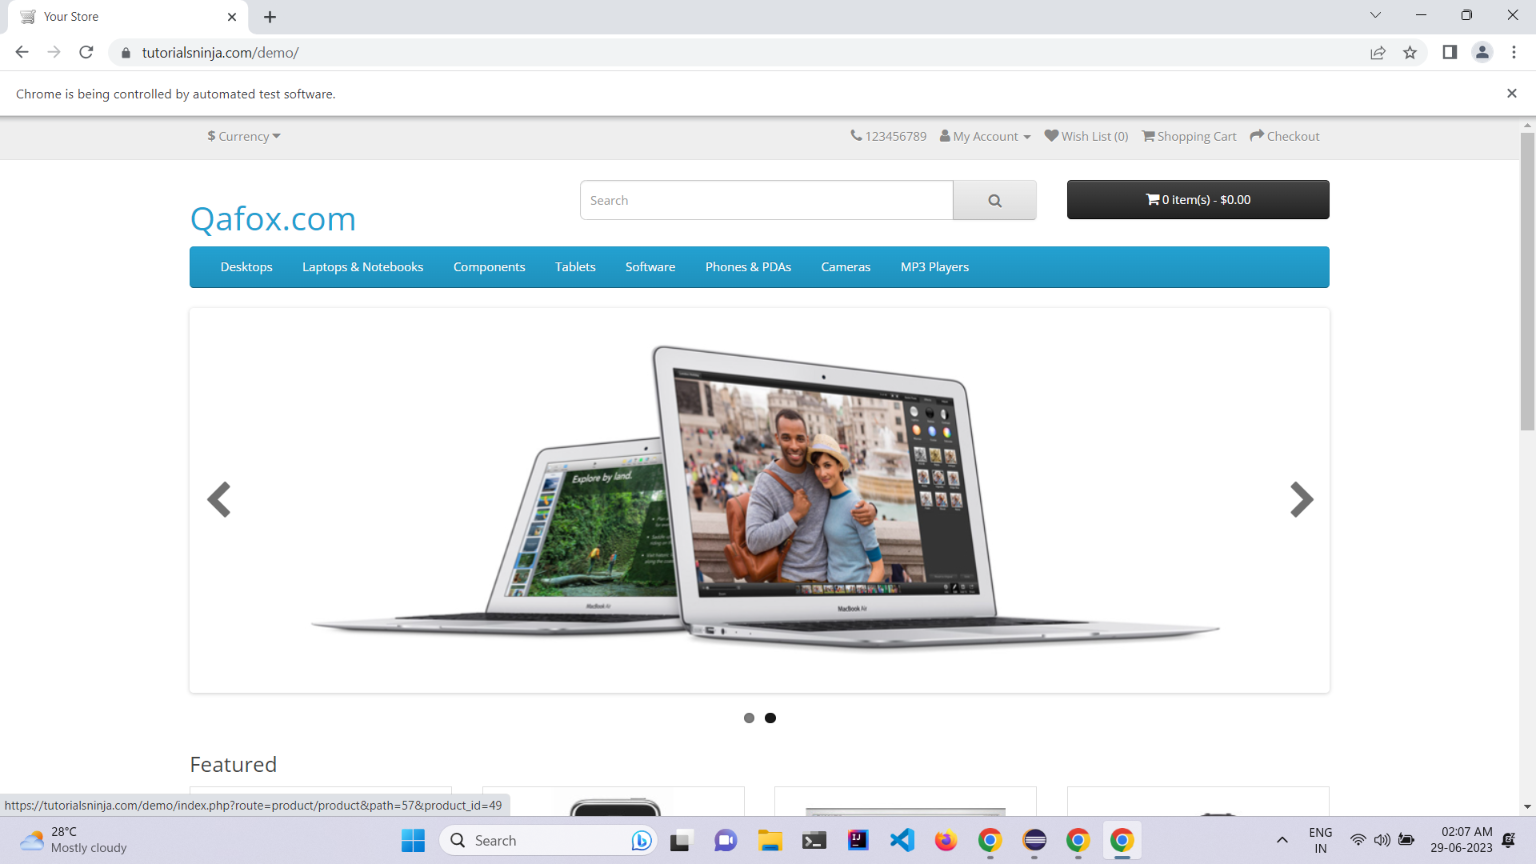 Your Store
tutorialsninja.com/demo/
Chrome is being controlled by automated test software.
$ Currency
123456789 My Account Wish List (0) Shopping Cart Checkout
Search
0 item(s) - $0.00
Qafox.com
Desktops Laptops & Notebooks Components Tablets Software Phones & PDAs Cameras MP3 Players
Explore by land.
MacBook Air
MacBook Air
Featured
https://tutorialsninja.com/demo/index.php?route=product/product&path=57&product_id=49
28°C
Mostly cloudy
Search
ENG
IN
02:07 AM
29-06-2023